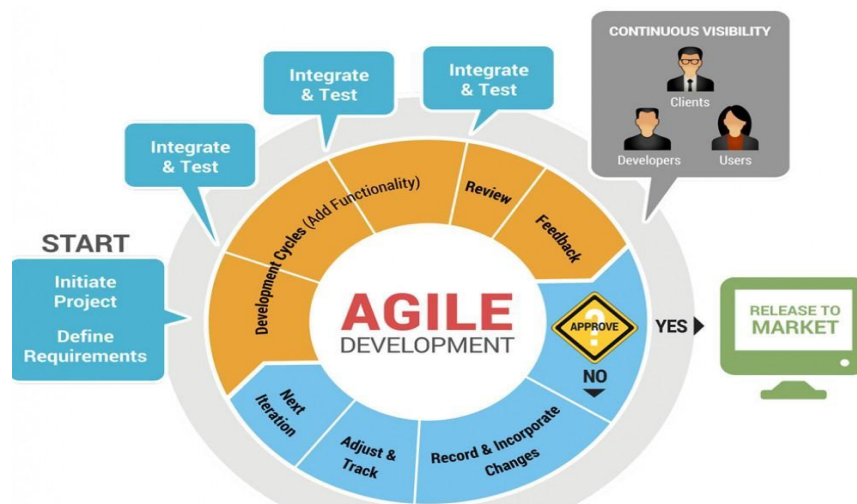 Integrate
& Test
Integrate
& Test
Integrate
& Test
CONTINUOUS VISIBILITY
Clients
Developers
Users
START
Initiate
Project
Define
Requirements
Development Cycles (Add Functionality)
Review
Feedback
AGILE
DEVELOPMENT
?
APPROVE
YES
NO
RELEASE TO
MARKET
Record & Incorporate
Changes
Adjust &
Track
Next
Iteration